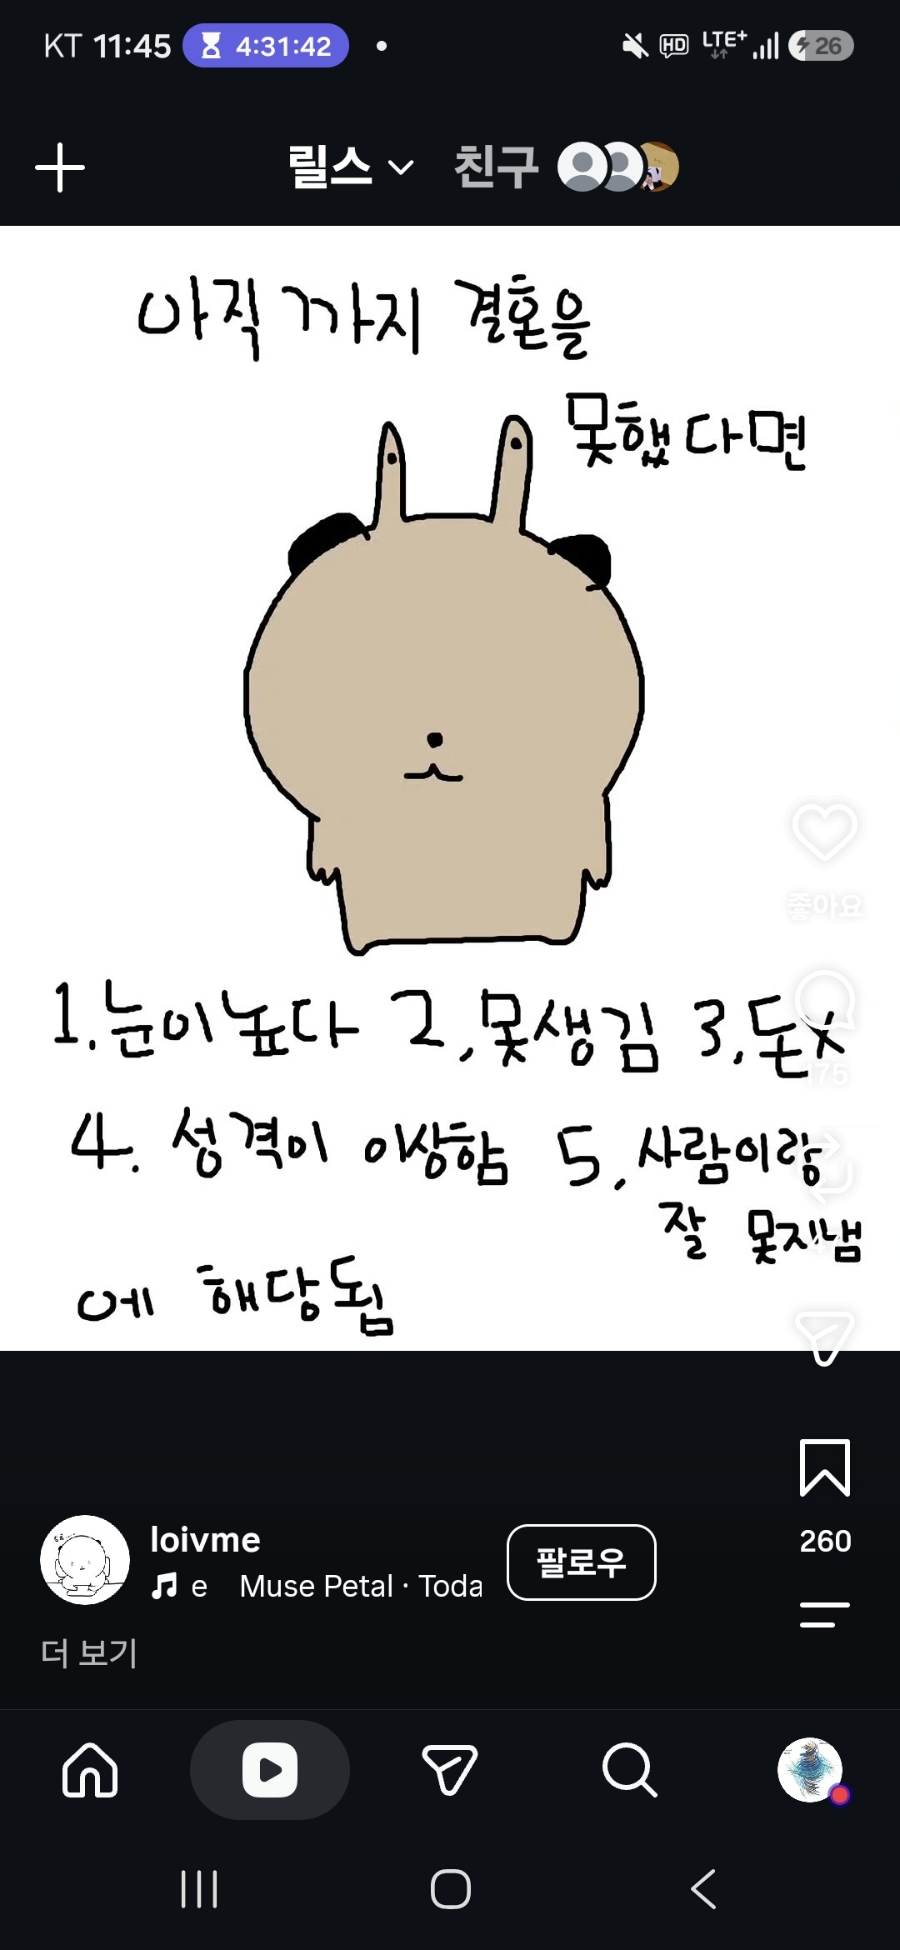 KT 11:45 4:31:42 HD LTE+ 26
릴스 친구
아직까지 결혼을
못했다면
1.눈이높다 2,못생김 3,돈x
좋아요
175
4. 성격이 이상함 5,사람이랑
잘 못지냄
에 해당됨
260
loivme 팔로우
e Muse Petal · Toda
더 보기